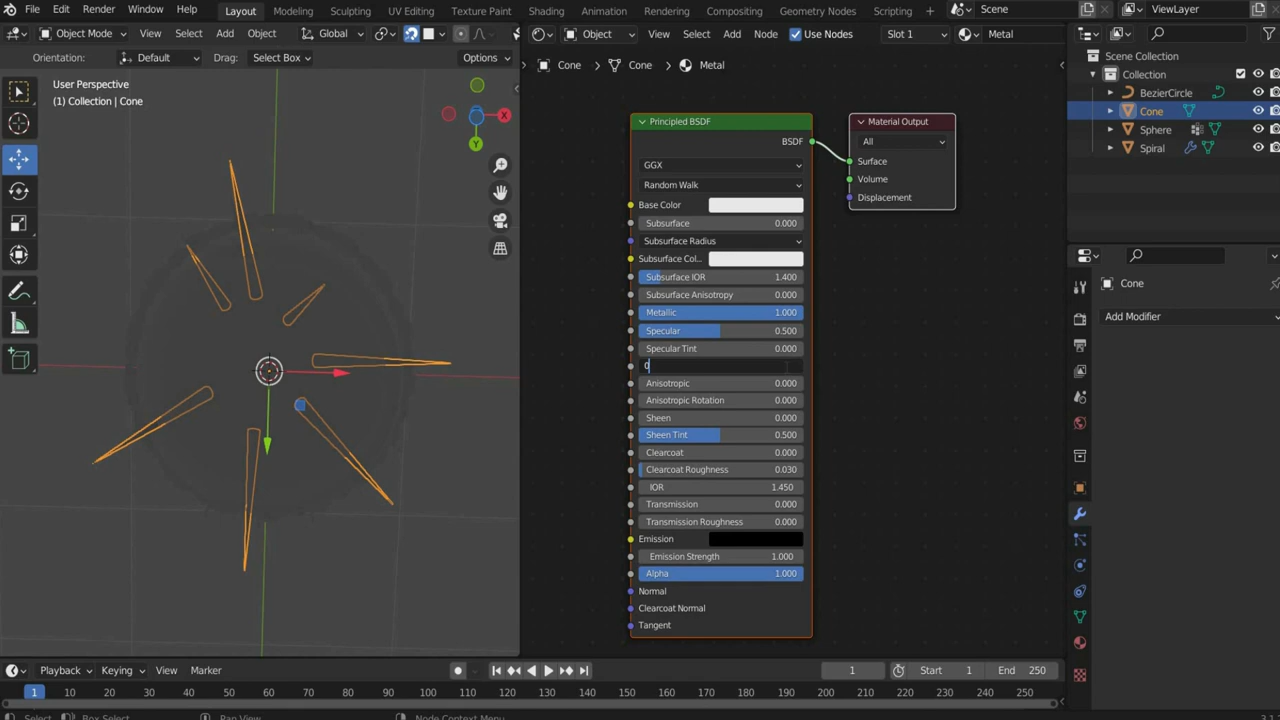 File Edit Render Window Help Layout Modeling Sculpting UV Editing Texture Paint Shading Animation Rendering Compositing Geometry Nodes Scripting Scene ViewLayer
Object Mode View Select Add Object Global Object View Select Add Node Use Nodes Slot 1 Metal
Orientation: Default Drag: Select Box Options
User Perspective
(1) Collection | Cone
X
Y
Cone Cone Metal
Principled BSDF
BSDF
GGX
Random Walk
Base Color
Subsurface 0.000
Subsurface Radius
Subsurface Col...
Subsurface IOR 1.400
Subsurface Anisotropy 0.000
Metallic 1.000
Specular 0.500
Specular Tint 0.000
0
Anisotropic 0.000
Anisotropic Rotation 0.000
Sheen 0.000
Sheen Tint 0.500
Clearcoat 0.000
Clearcoat Roughness 0.030
IOR 1.450
Transmission 0.000
Transmission Roughness 0.000
Emission
Emission Strength 1.000
Alpha 1.000
Normal
Clearcoat Normal
Tangent
Material Output
All
Surface
Volume
Displacement
Scene Collection
Collection
BezierCircle
Cone
Sphere
Spiral
Cone
Add Modifier
Playback Keying View Marker 1 Start 1 End 250
1 10 20 30 40 50 60 70 80 90 100 110 120 130 140 150 160 170 180 190 200 210 220 230 240 250
Select Box Select Pan View Node Context Menu